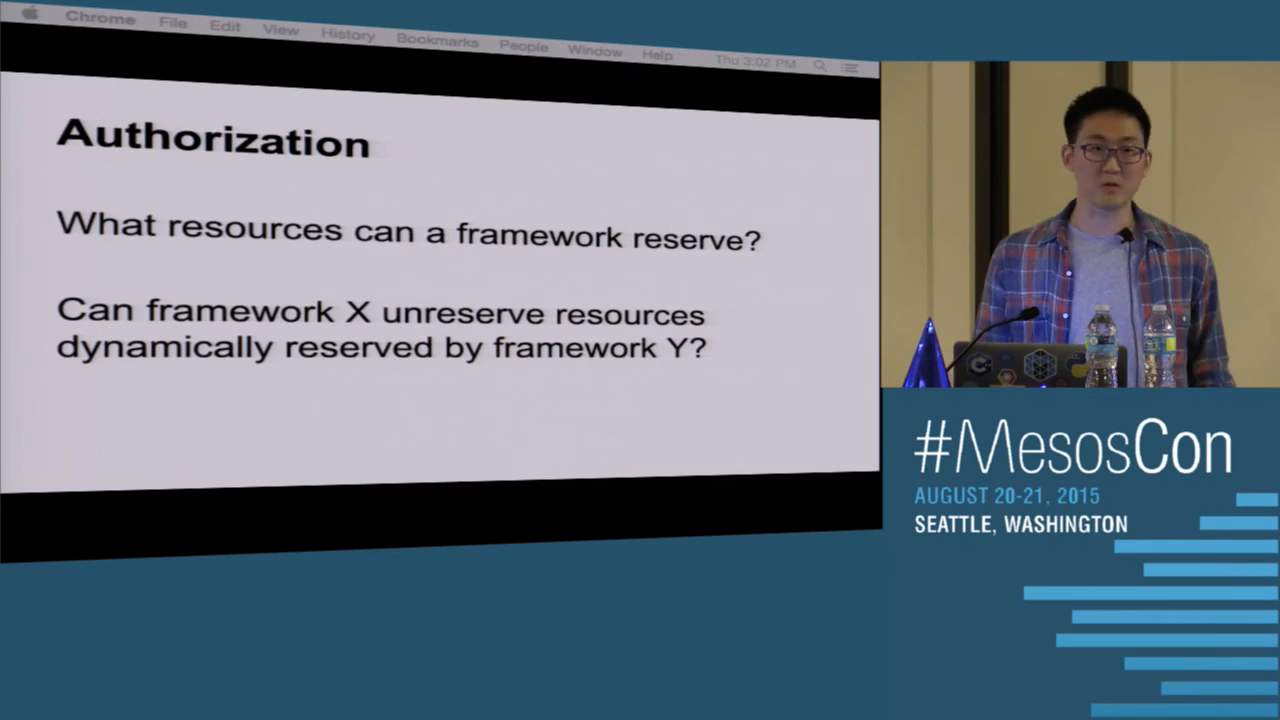 Chrome File Edit View History Bookmarks People Window Help Thu 3:02 PM
Authorization
What resources can a framework reserve?
Can framework X unreserve resources
dynamically reserved by framework Y?
#MesosCon
AUGUST 20-21, 2015
SEATTLE, WASHINGTON